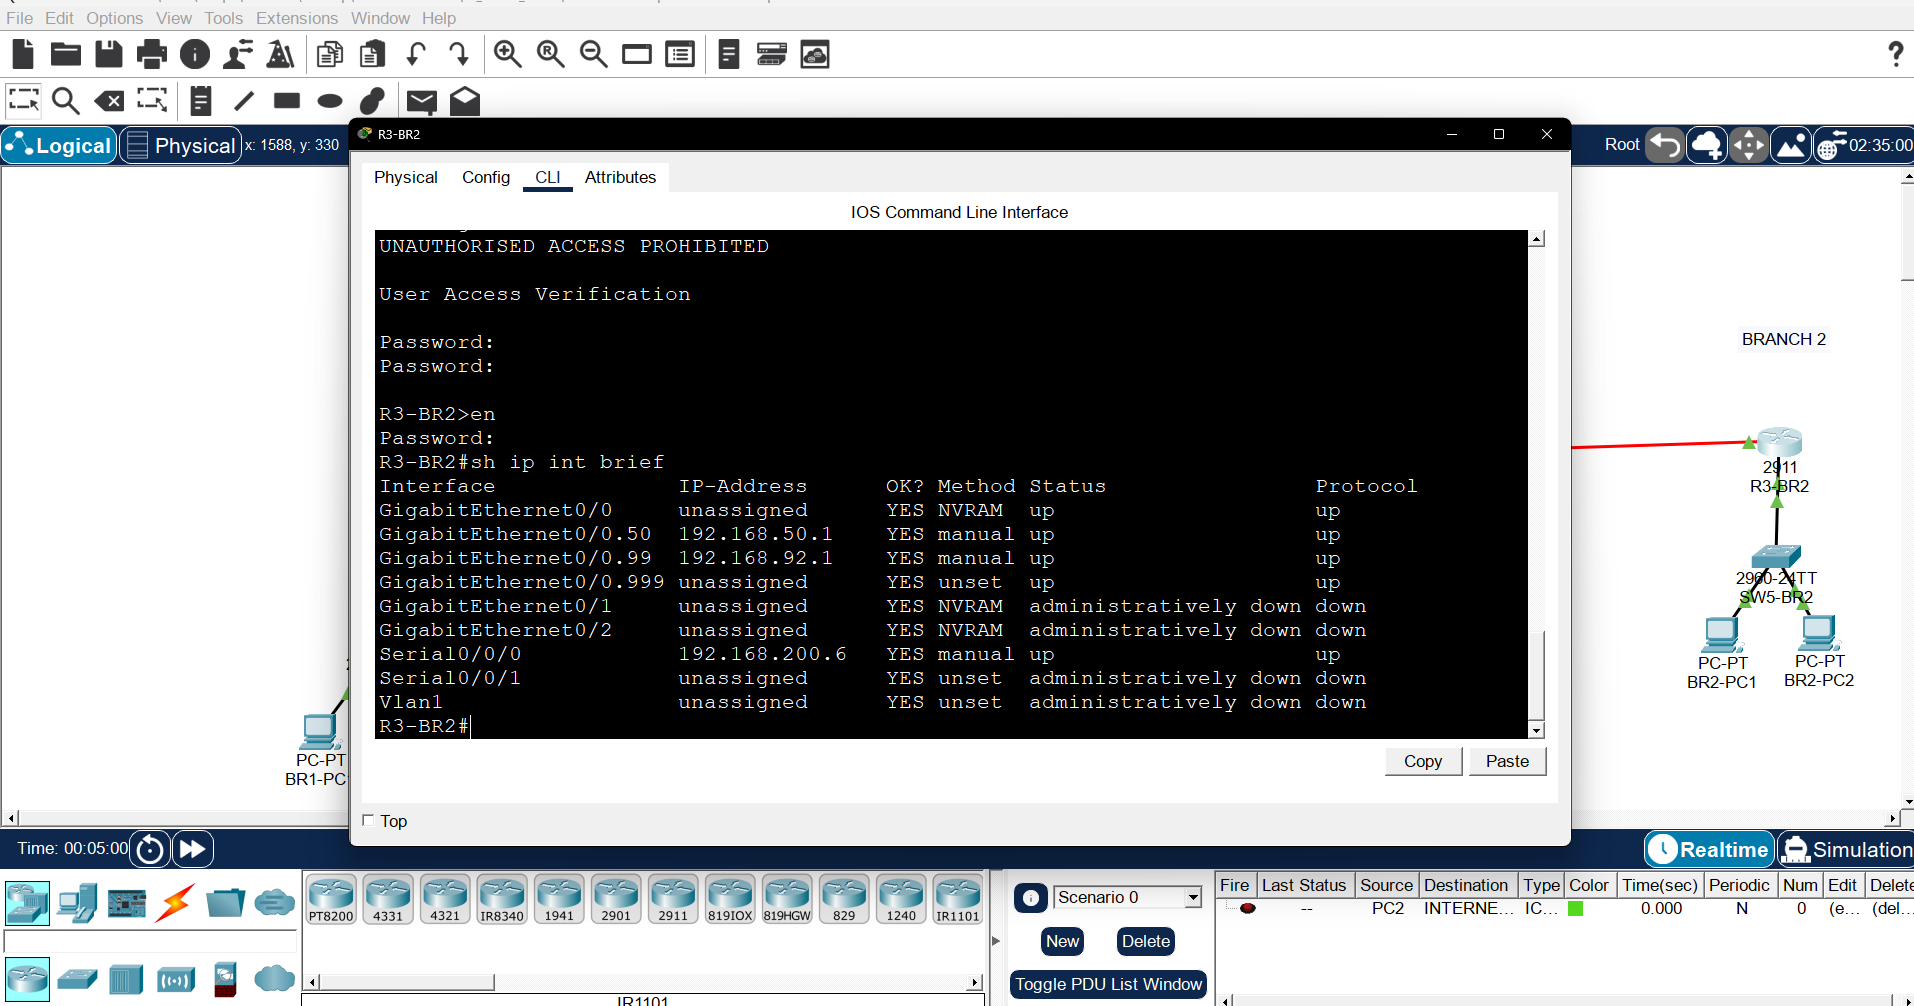 File Edit Options View Tools Extensions Window Help
Logical
Physical
x: 1588, y: 330
Root
02:35:00
R3-BR2
Physical Config CLI Attributes
IOS Command Line Interface
UNAUTHORISED ACCESS PROHIBITED
User Access Verification
Password:
Password:
R3-BR2>en
Password:
R3-BR2#sh ip int brief
Interface IP-Address OK? Method Status Protocol
GigabitEthernet0/0 unassigned YES NVRAM up up
GigabitEthernet0/0.50 192.168.50.1 YES manual up up
GigabitEthernet0/0.99 192.168.92.1 YES manual up up
GigabitEthernet0/0.999 unassigned YES unset up up
GigabitEthernet0/1 unassigned YES NVRAM administratively down down
GigabitEthernet0/2 unassigned YES NVRAM administratively down down
Serial0/0/0 192.168.200.6 YES manual up up
Serial0/0/1 unassigned YES unset administratively down down
Vlan1 unassigned YES unset administratively down down
R3-BR2#
Copy Paste
Top
BRANCH 2
2911
R3-BR2
2960-24TT
SW5-BR2
PC-PT
BR2-PC1
PC-PT
BR2-PC2
PC-PT
BR1-PC
Time: 00:05:00
Realtime
Simulation
PT8200 4331 4321 IR8340 1941 2901 2911 819IOX 819HGW 829 1240 IR1101
IR1101
Scenario 0
New Delete
Toggle PDU List Window
Fire Last Status Source Destination Type Color Time(sec) Periodic Num Edit Delete
-- PC2 INTERNE... IC... 0.000 N 0 (e... (del...